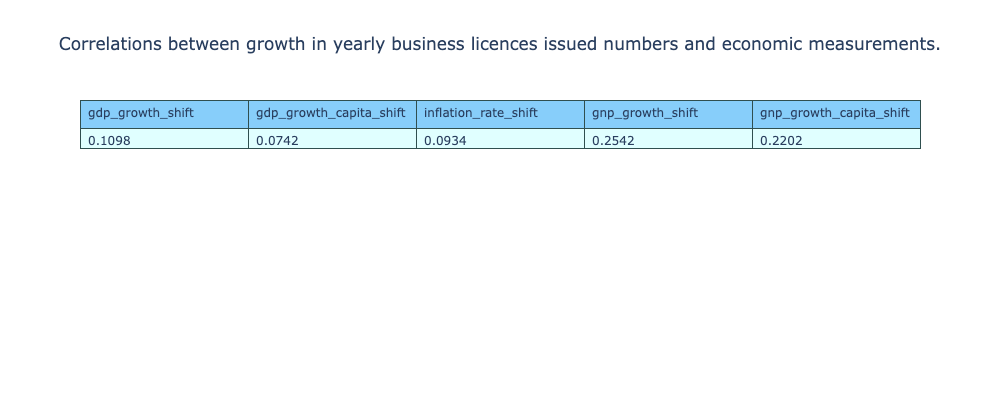 Correlations between growth in yearly business licences issued numbers and economic measurements.
gdp_growth_shift gdp_growth_capita_shift inflation_rate_shift gnp_growth_shift gnp_growth_capita_shift
0.1098 0.0742 0.0934 0.2542 0.2202